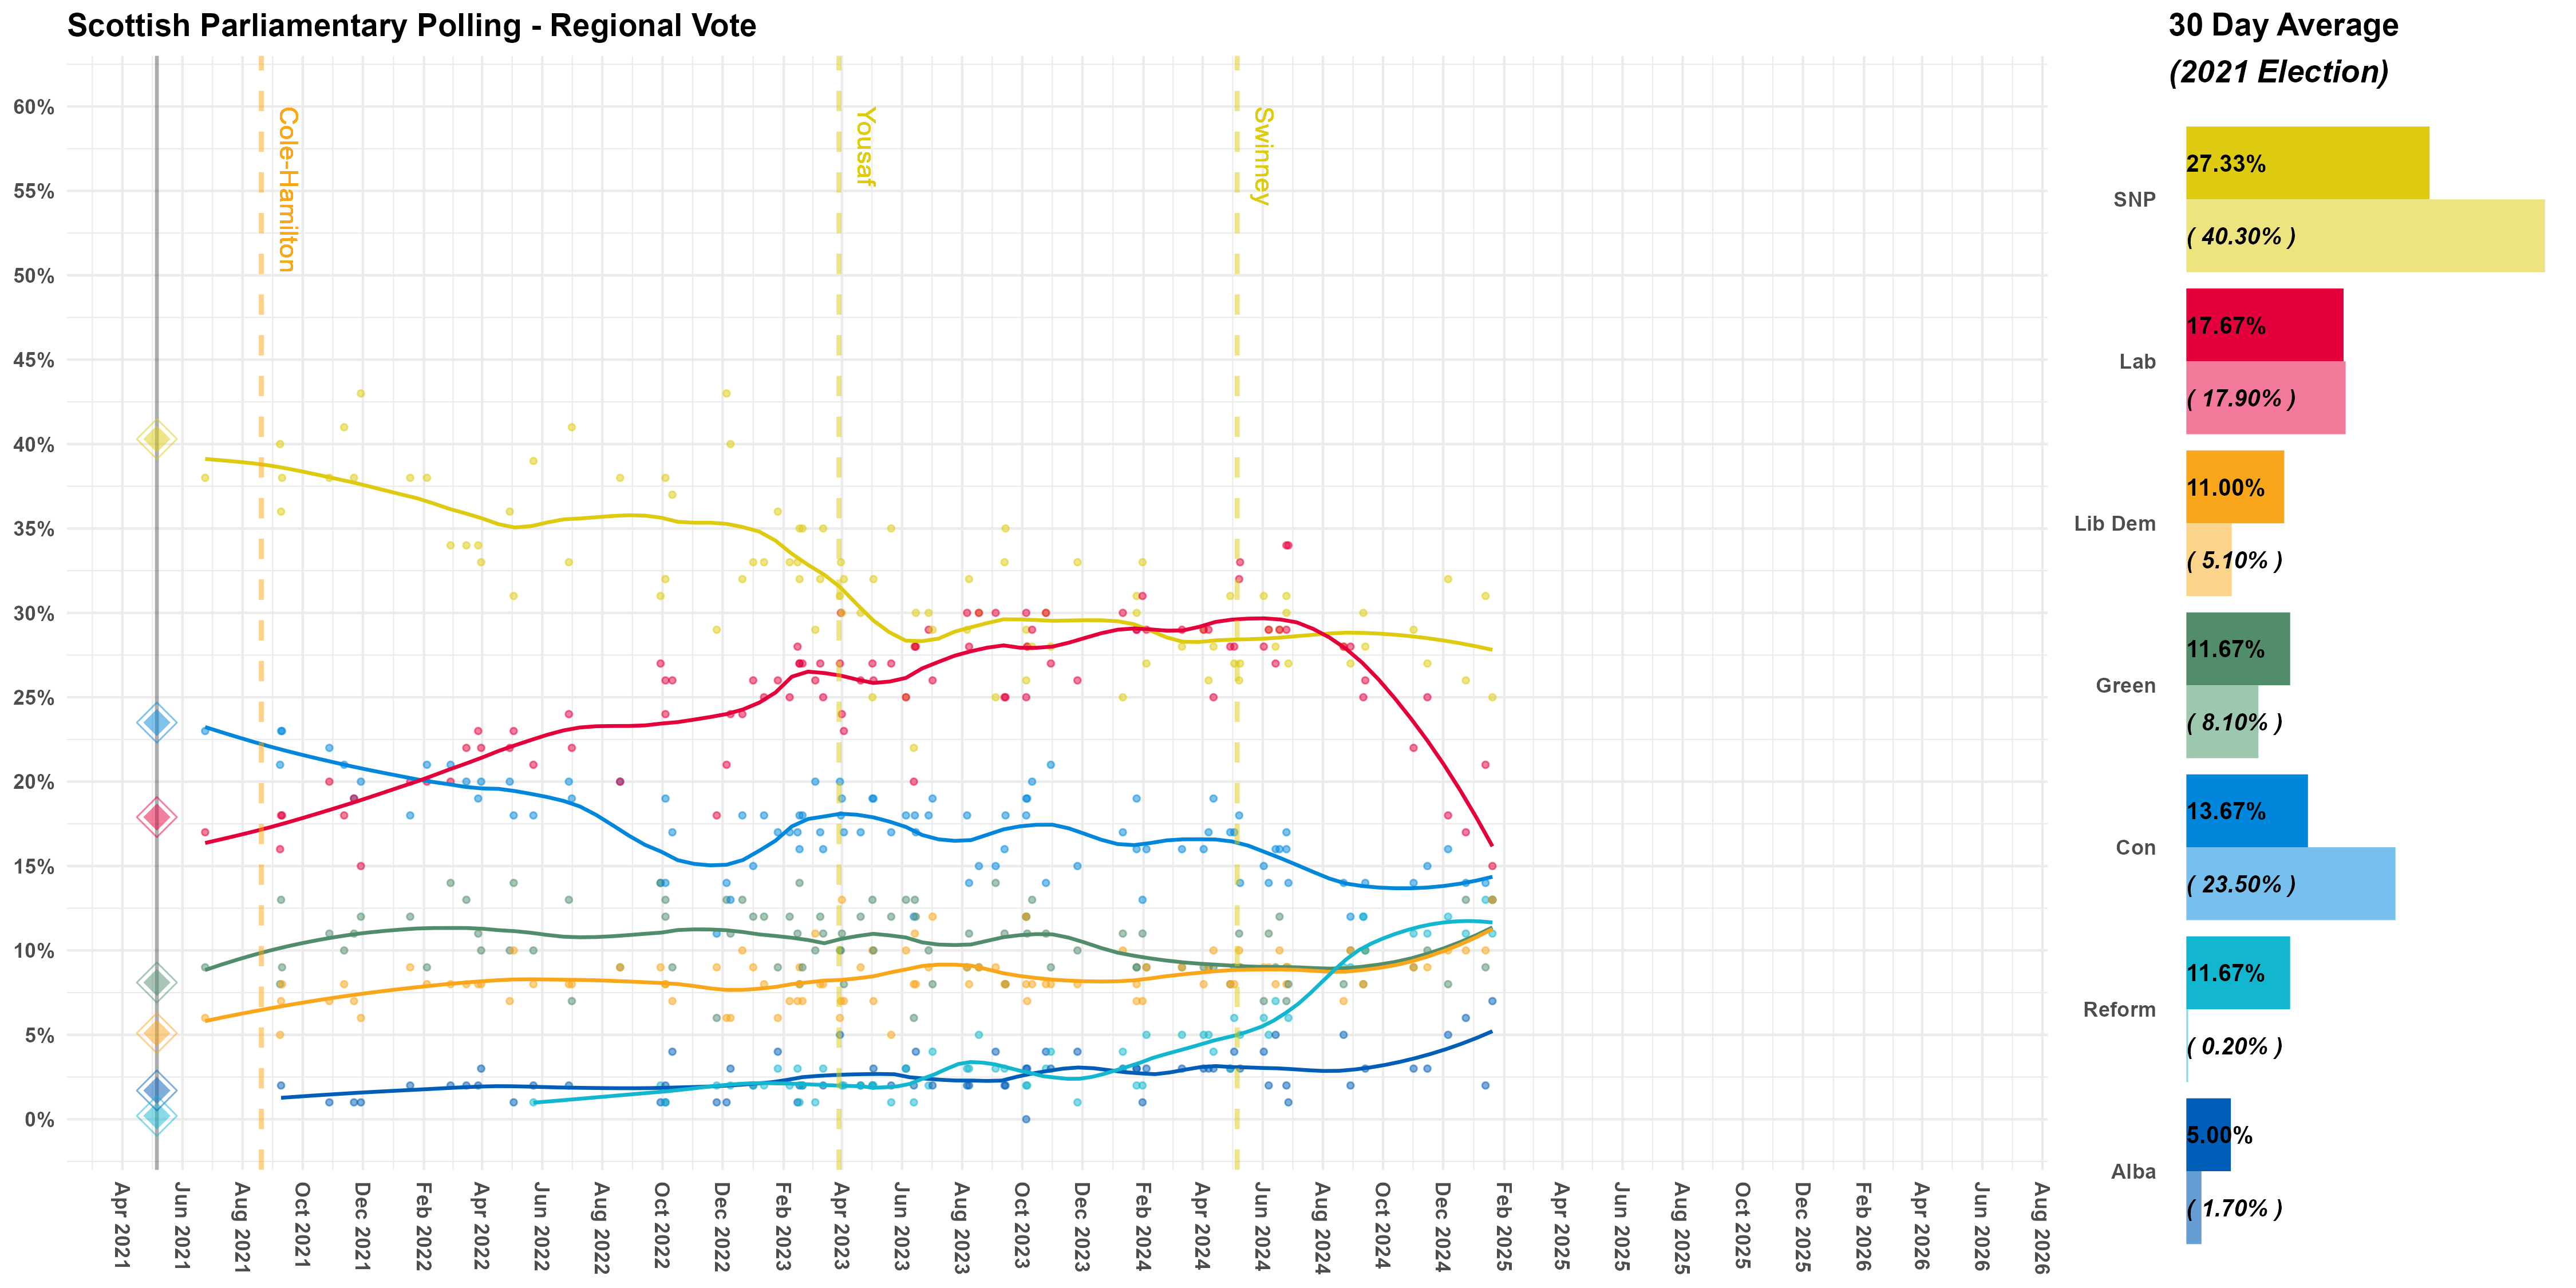 Scottish Parliamentary Polling - Regional Vote
30 Day Average
(2021 Election)
60%
55%
50%
45%
40%
35%
30%
25%
20%
15%
10%
5%
0%
Cole-Hamilton
Yousaf
Swinney
Apr 2021
Jun 2021
Aug 2021
Oct 2021
Dec 2021
Feb 2022
Apr 2022
Jun 2022
Aug 2022
Oct 2022
Dec 2022
Feb 2023
Apr 2023
Jun 2023
Aug 2023
Oct 2023
Dec 2023
Feb 2024
Apr 2024
Jun 2024
Aug 2024
Oct 2024
Dec 2024
Feb 2025
Apr 2025
Jun 2025
Aug 2025
Oct 2025
Dec 2025
Feb 2026
Apr 2026
Jun 2026
Aug 2026
SNP
27.33%
( 40.30% )
Lab
17.67%
( 17.90% )
Lib Dem
11.00%
( 5.10% )
Green
11.67%
( 8.10% )
Con
13.67%
( 23.50% )
Reform
11.67%
( 0.20% )
Alba
5.00%
( 1.70% )